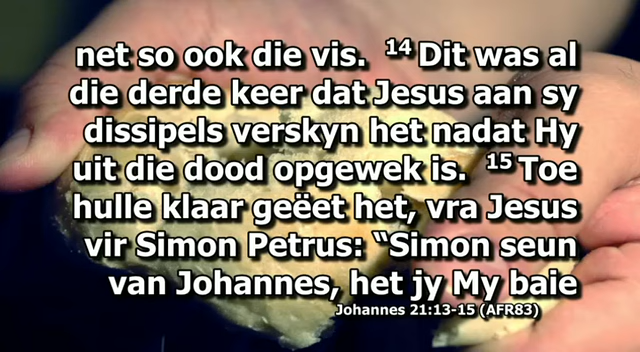 net so ook die vis. 14 Dit was al
die derde keer dat Jesus aan sy
dissipels verskyn het nadat Hy
uit die dood opgewek is. 15 Toe
hulle klaar geëet het, vra Jesus
vir Simon Petrus: “Simon seun
van Johannes, het jy My baie
Johannes 21:13-15 (AFR83)